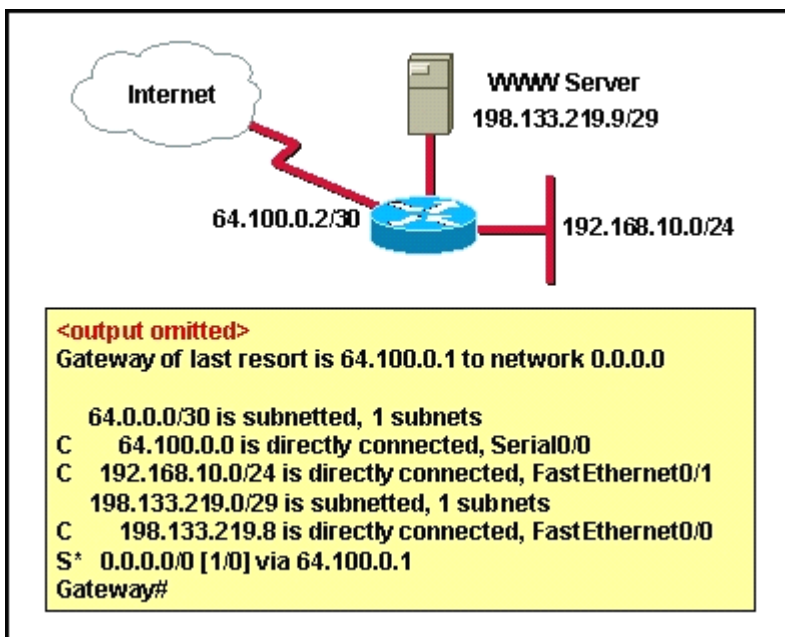 Internet
WWW Server
198.133.219.9/29
64.100.0.2/30
192.168.10.0/24
<output omitted>
Gateway of last resort is 64.100.0.1 to network 0.0.0.0
64.0.0.0/30 is subnetted, 1 subnets
C 64.100.0.0 is directly connected, Serial0/0
C 192.168.10.0/24 is directly connected, FastEthernet0/1
198.133.219.0/29 is subnetted, 1 subnets
C 198.133.219.8 is directly connected, FastEthernet0/0
S* 0.0.0.0/0 [1/0] via 64.100.0.1
Gateway#